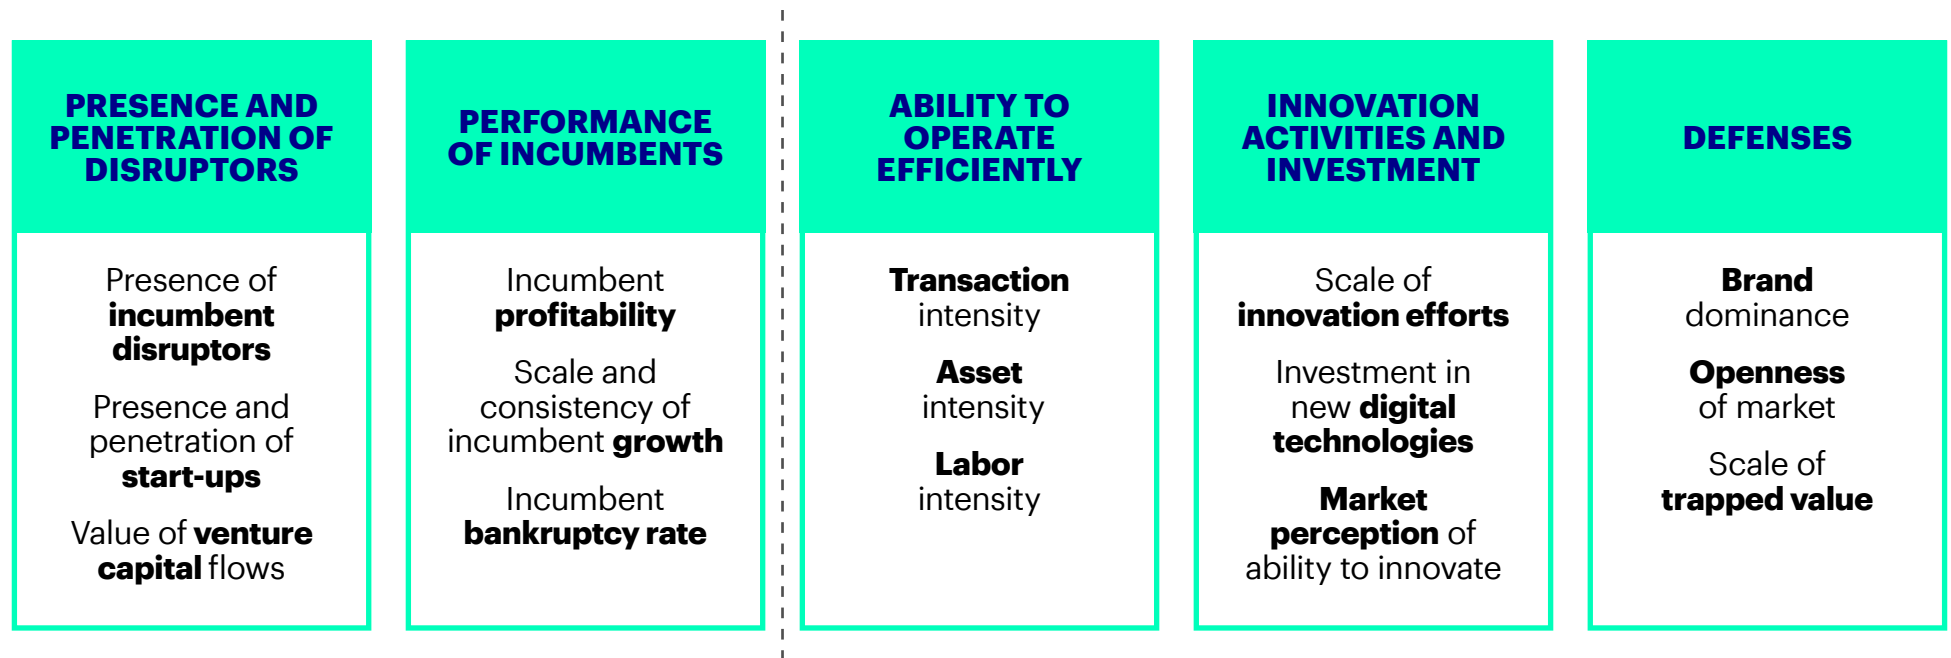 PRESENCE AND
PENETRATION OF
DISRUPTORS
Presence of
incumbent
disruptors
Presence and
penetration of
start-ups
Value of venture
capital flows
PERFORMANCE
OF INCUMBENTS
Incumbent
profitability
Scale and
consistency of
incumbent growth
Incumbent
bankruptcy rate
ABILITY TO
OPERATE
EFFICIENTLY
Transaction
intensity
Asset
intensity
Labor
intensity
INNOVATION
ACTIVITIES AND
INVESTMENT
Scale of
innovation efforts
Investment in
new digital
technologies
Market
perception of
ability to innovate
DEFENSES
Brand
dominance
Openness
of market
Scale of
trapped value